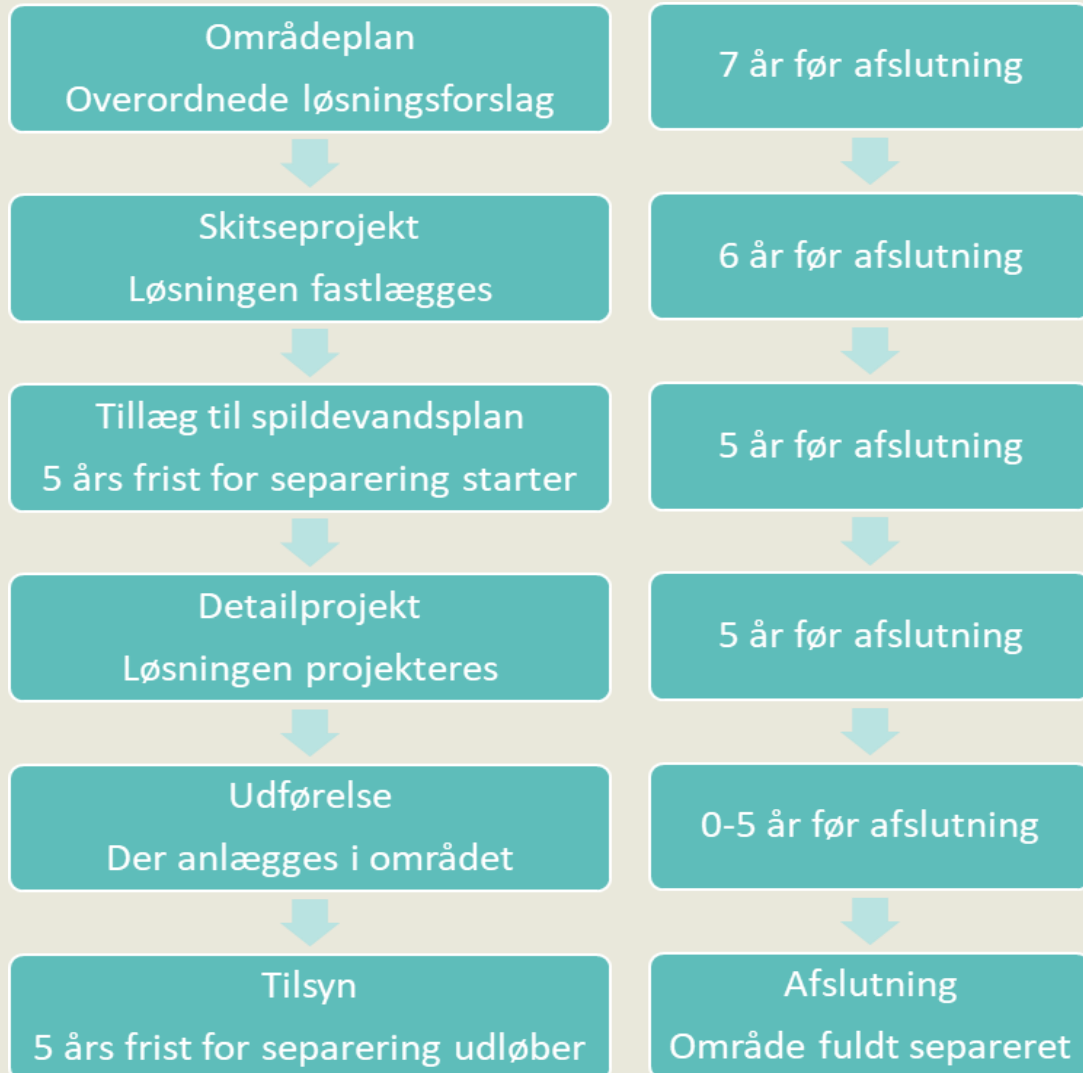 Områdeplan
Overordnede løsningsforslag
7 år før afslutning
Skitseprojekt
Løsningen fastlægges
6 år før afslutning
Tillæg til spildevandsplan
5 års frist for separering starter
5 år før afslutning
Detailprojekt
Løsningen projekteres
5 år før afslutning
Udførelse
Der anlægges i området
0-5 år før afslutning
Tilsyn
5 års frist for separering udløber
Afslutning
Område fuldt separeret